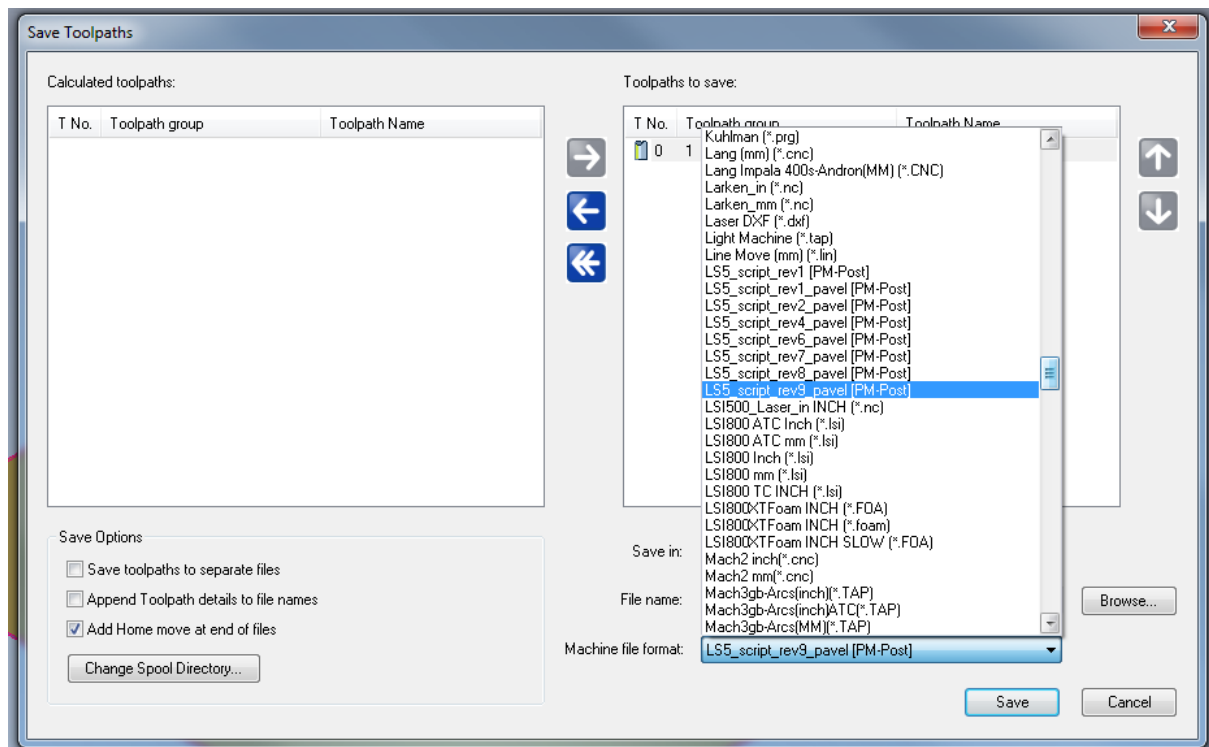 Save Toolpaths
Calculated toolpaths:
T No. Toolpath group Toolpath Name
Toolpaths to save:
T No. Toolpath group Toolpath Name
0 1
Kuhlman (*.prg)
Lang (mm) (*.cnc)
Lang Impala 400s-Andron(MM) (*.CNC)
Larken_in (*.nc)
Larken_mm (*.nc)
Laser DXF (*.dxf)
Light Machine (*.tap)
Line Move (mm) (*.lin)
LS5_script_rev1 [PM-Post]
LS5_script_rev1_pavel [PM-Post]
LS5_script_rev2_pavel [PM-Post]
LS5_script_rev4_pavel [PM-Post]
LS5_script_rev6_pavel [PM-Post]
LS5_script_rev7_pavel [PM-Post]
LS5_script_rev8_pavel [PM-Post]
LS5_script_rev9_pavel [PM-Post]
LSI500_Laser_in INCH (*.nc)
LSI800 ATC Inch (*.lsi)
LSI800 ATC mm (*.lsi)
LSI800 Inch (*.lsi)
LSI800 mm (*.lsi)
LSI800 TC INCH (*.lsi)
LSI800XTFoam INCH (*.FOA)
LSI800XTFoam INCH (*.foam)
LSI800XTFoam INCH SLOW (*.FOA)
Mach2 inch(*.cnc)
Mach2 mm(*.cnc)
Mach3gb-Arcs(inch)(*.TAP)
Mach3gb-Arcs(inch)ATC(*.TAP)
Mach3gb-Arcs(MM)(*.TAP)
Save Options
Save toolpaths to separate files
Append Toolpath details to file names
Add Home move at end of files
Change Spool Directory...
Save in:
File name:
Browse...
Machine file format: LS5_script_rev9_pavel [PM-Post]
Save Cancel